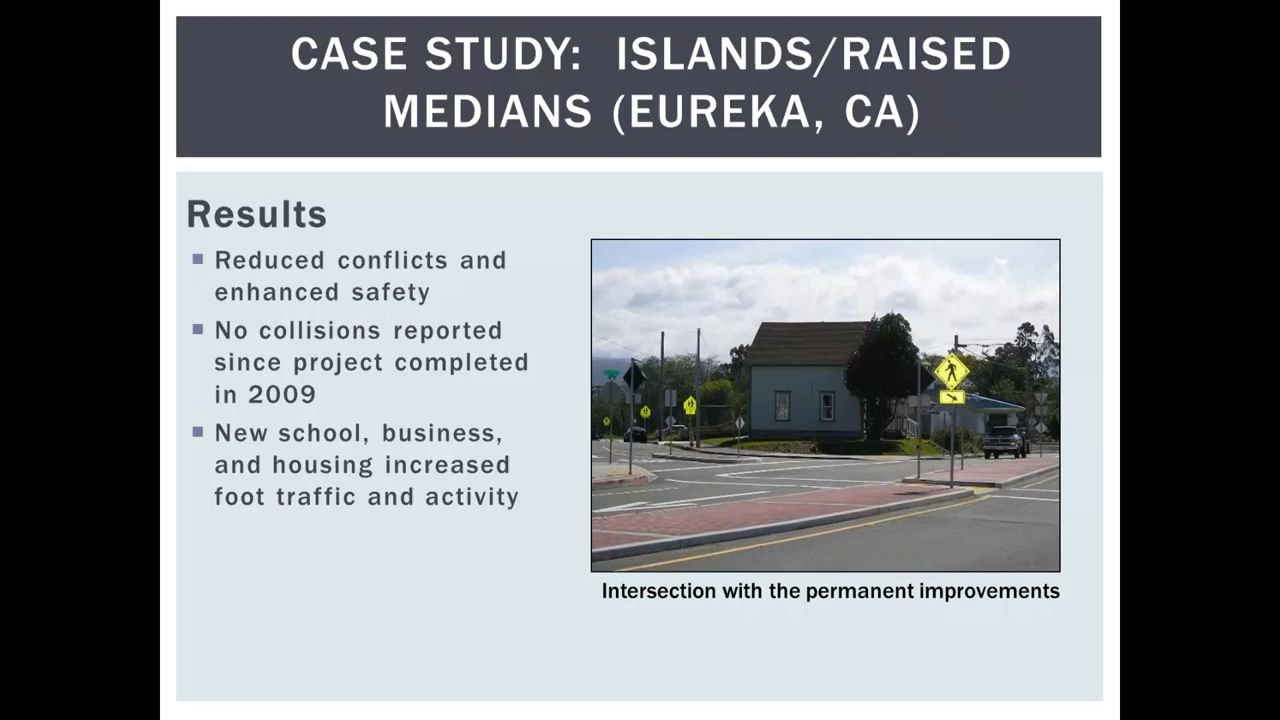 CASE STUDY:  ISLANDS/RAISED
MEDIANS (EUREKA, CA)
Results
Reduced conflicts and
enhanced safety
No collisions reported
since project completed
in 2009
New school, business,
and housing increased
foot traffic and activity
Intersection with the permanent improvements